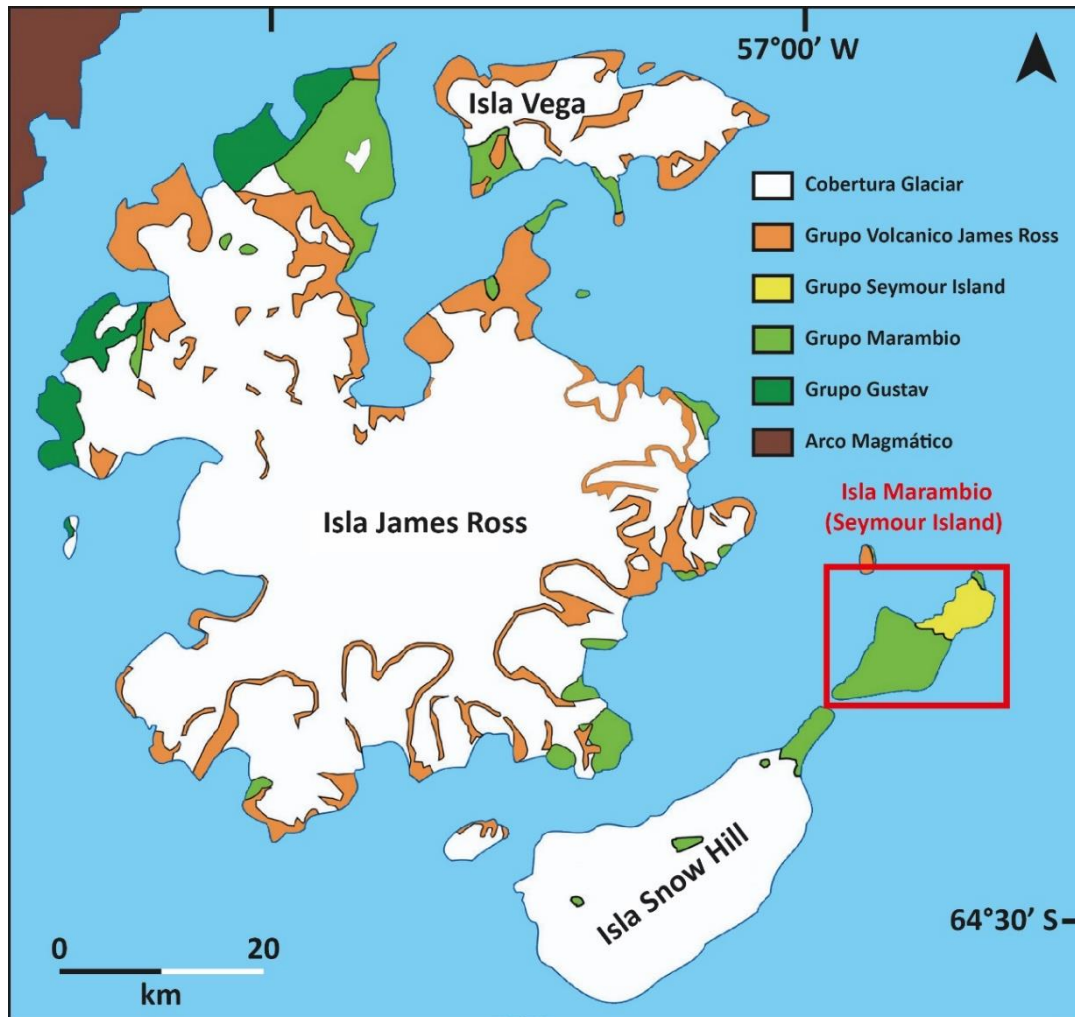 57°00’ W
Isla Vega
Cobertura Glaciar
Grupo Volcanico James Ross
Grupo Seymour Island
Grupo Marambio
Grupo Gustav
Arco Magmático
Isla Marambio
(Seymour Island)
Isla James Ross
Isla Snow Hill
64°30’ S
0 20
km